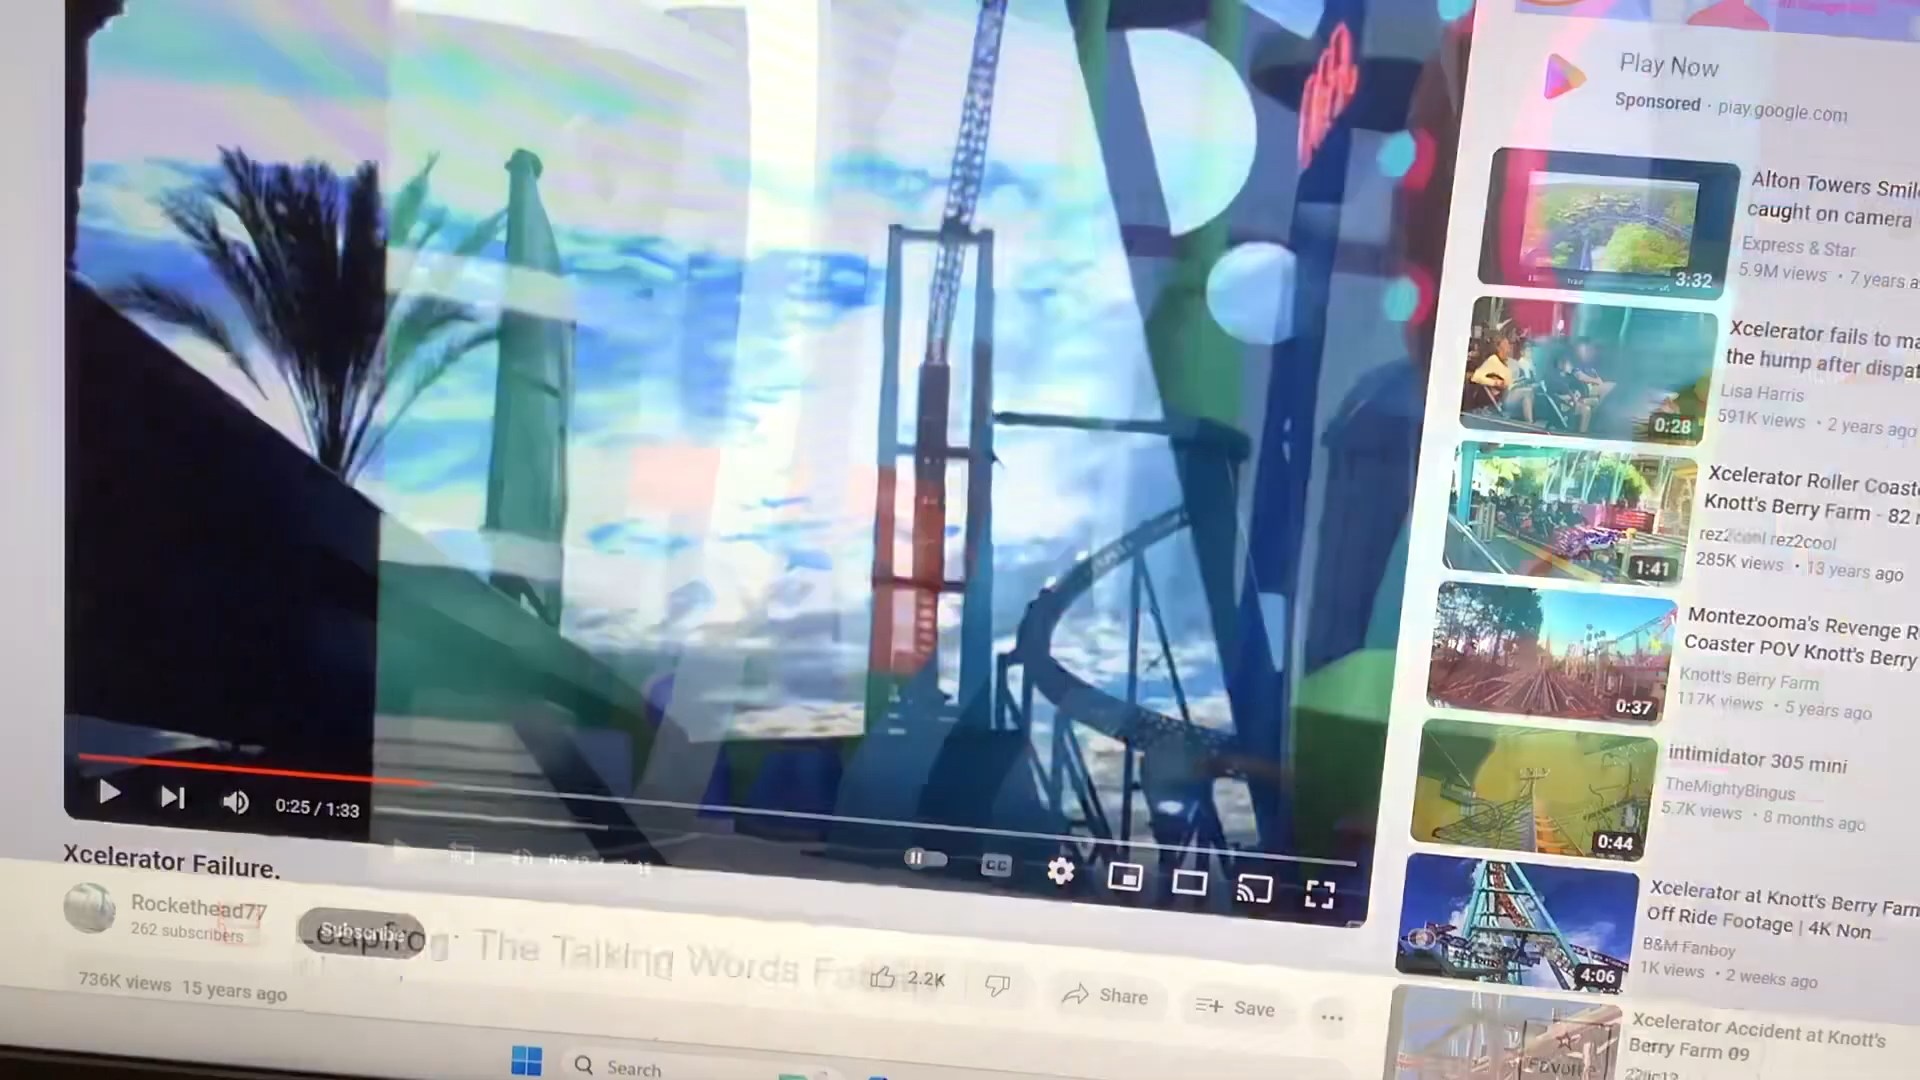 Play Now
Sponsored · play.google.com
Alton Towers
caught on camera
Express & Star
5.9M views • 7 years
3:32
Xcelerator fails to
the hump after
Lisa Harris
591K views • 2 years ago
0:28
Xcelerator Roller
Knott's Berry Farm - 82
rez2cool rez2cool
285K views • 13 years ago
1:41
Montezooma's Revenge
Coaster POV Knott's Berry
Knott's Berry Farm
117K views • 5 years ago
0:37
intimidator 305 mini
TheMightyBingus
5.7K views • 8 months ago
0:44
Xcelerator at Knott's Berry Farm
Off Ride Footage | 4K Non
B&M Fanboy
1K views • 2 weeks ago
4:06
Xcelerator Accident at Knott's
Berry Farm 09
0:25 / 1:33
CC
Xcelerator Failure.
Rockethead77
262 subscribers
Subscribe
Leapfrog: The Talking Words
2.2K
Share
Save
736K views 15 years ago
Search